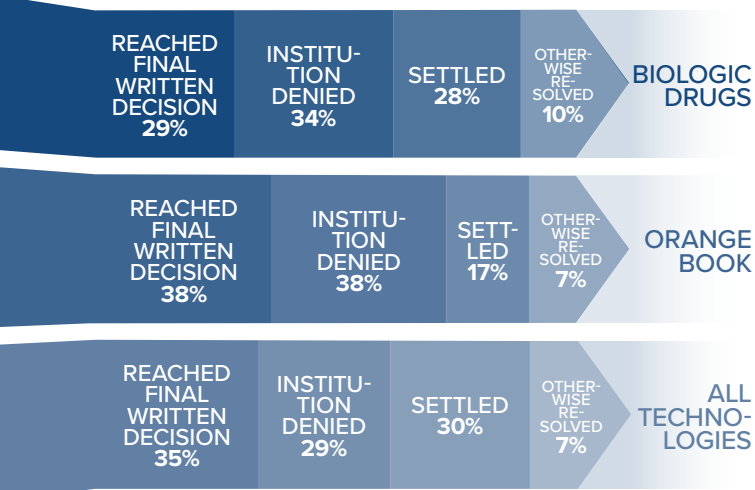 REACHED
FINAL
WRITTEN
DECISION
29%
INSTITU-
TION
DENIED
34%
SETTLED
28%
OTHER-
WISE
RE-
SOLVED
10%
BIOLOGIC
DRUGS
REACHED
FINAL
WRITTEN
DECISION
38%
INSTITU-
TION
DENIED
38%
SETT-
LED
17%
OTHER-
WISE
RE-
SOLVED
7%
ORANGE
BOOK
REACHED
FINAL
WRITTEN
DECISION
35%
INSTITU-
TION
DENIED
29%
SETTLED
30%
OTHER-
WISE
RE-
SOLVED
7%
ALL
TECHNO-
LOGIES